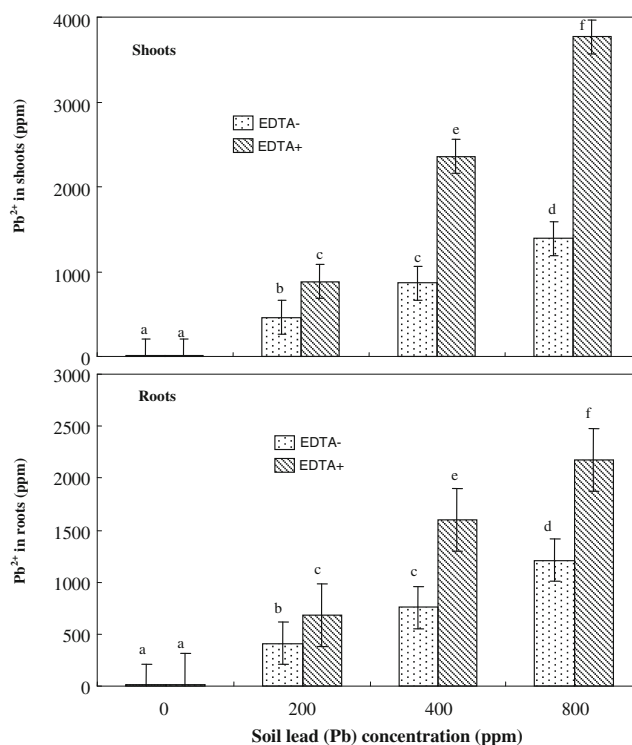 4000
Shoots
f
3000
EDTA-
EDTA+
e
Pb2+ in shoots (ppm)
2000
d
c
c
1000
b
a a
0
3000
Roots
f
2500
EDTA-
EDTA+
e
2000
Pb2+ in roots (ppm)
1500
d
c
c
1000
b
500
a a
0
0 200 400 800
Soil lead (Pb) concentration (ppm)